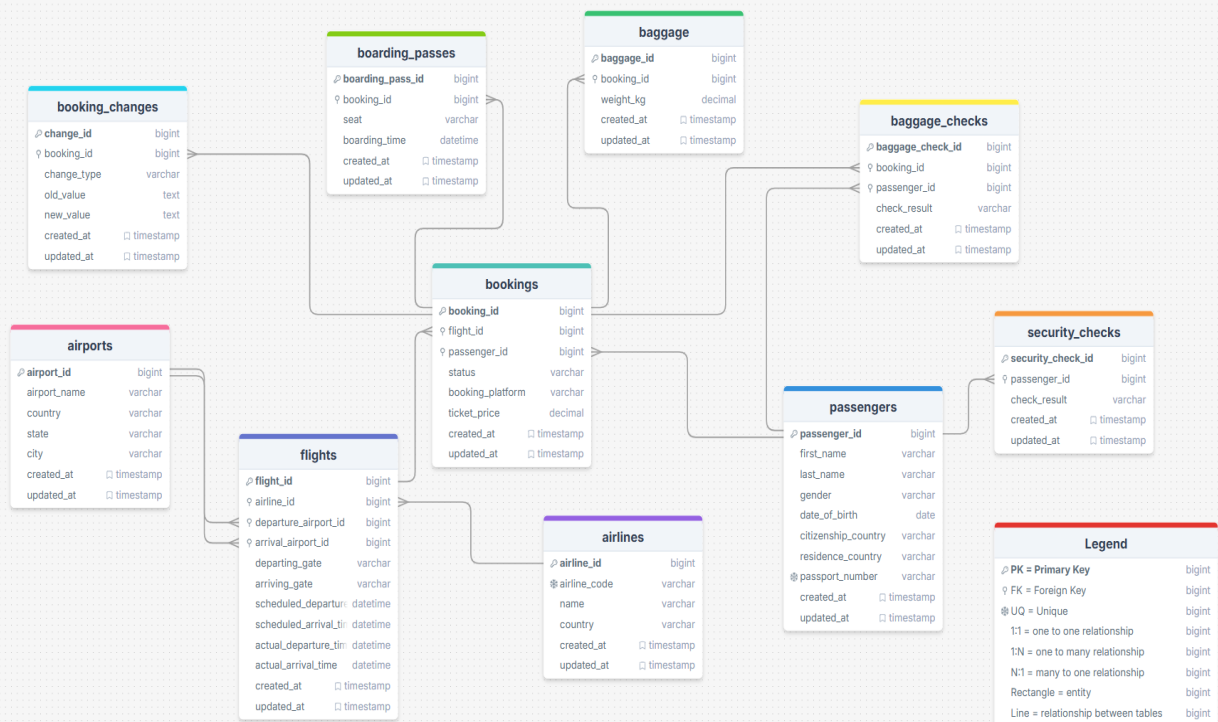 booking_changes
change_id bigint
booking_id bigint
change_type varchar
old_value text
new_value text
created_at timestamp
updated_at timestamp
boarding_passes
boarding_pass_id bigint
booking_id bigint
seat varchar
boarding_time datetime
created_at timestamp
updated_at timestamp
baggage
baggage_id bigint
booking_id bigint
weight_kg decimal
created_at timestamp
updated_at timestamp
baggage_checks
baggage_check_id bigint
booking_id bigint
passenger_id bigint
check_result varchar
created_at timestamp
updated_at timestamp
bookings
booking_id bigint
flight_id bigint
passenger_id bigint
status varchar
booking_platform varchar
ticket_price decimal
created_at timestamp
updated_at timestamp
airports
airport_id bigint
airport_name varchar
country varchar
state varchar
city varchar
created_at timestamp
updated_at timestamp
flights
flight_id bigint
airline_id bigint
departure_airport_id bigint
arrival_airport_id bigint
departing_gate varchar
arriving_gate varchar
scheduled_departur datetime
scheduled_arrival_tin datetime
actual_departure_tim datetime
actual_arrival_time datetime
created_at timestamp
updated_at timestamp
airlines
airline_id bigint
airline_code varchar
name varchar
country varchar
created_at timestamp
updated_at timestamp
passengers
passenger_id bigint
first_name varchar
last_name varchar
gender varchar
date_of_birth date
citizenship_country varchar
residence_country varchar
passport_number varchar
created_at timestamp
updated_at timestamp
security_checks
security_check_id bigint
passenger_id bigint
check_result varchar
created_at timestamp
updated_at timestamp
Legend
PK = Primary Key bigint
FK = Foreign Key bigint
UQ = Unique bigint
1:1 = one to one relationship bigint
1:N = one to many relationship bigint
N:1 = many to one relationship bigint
Rectangle = entity bigint
Line = relationship between tables bigint